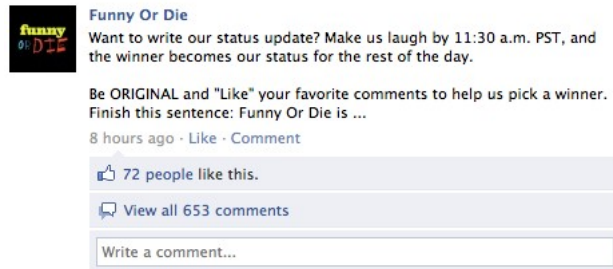 funny
OR DIE
Funny Or Die
Want to write our status update? Make us laugh by 11:30 a.m. PST, and
the winner becomes our status for the rest of the day.
Be ORIGINAL and "Like" your favorite comments to help us pick a winner.
Finish this sentence: Funny Or Die is ...
8 hours ago · Like · Comment
72 people like this.
View all 653 comments
Write a comment...